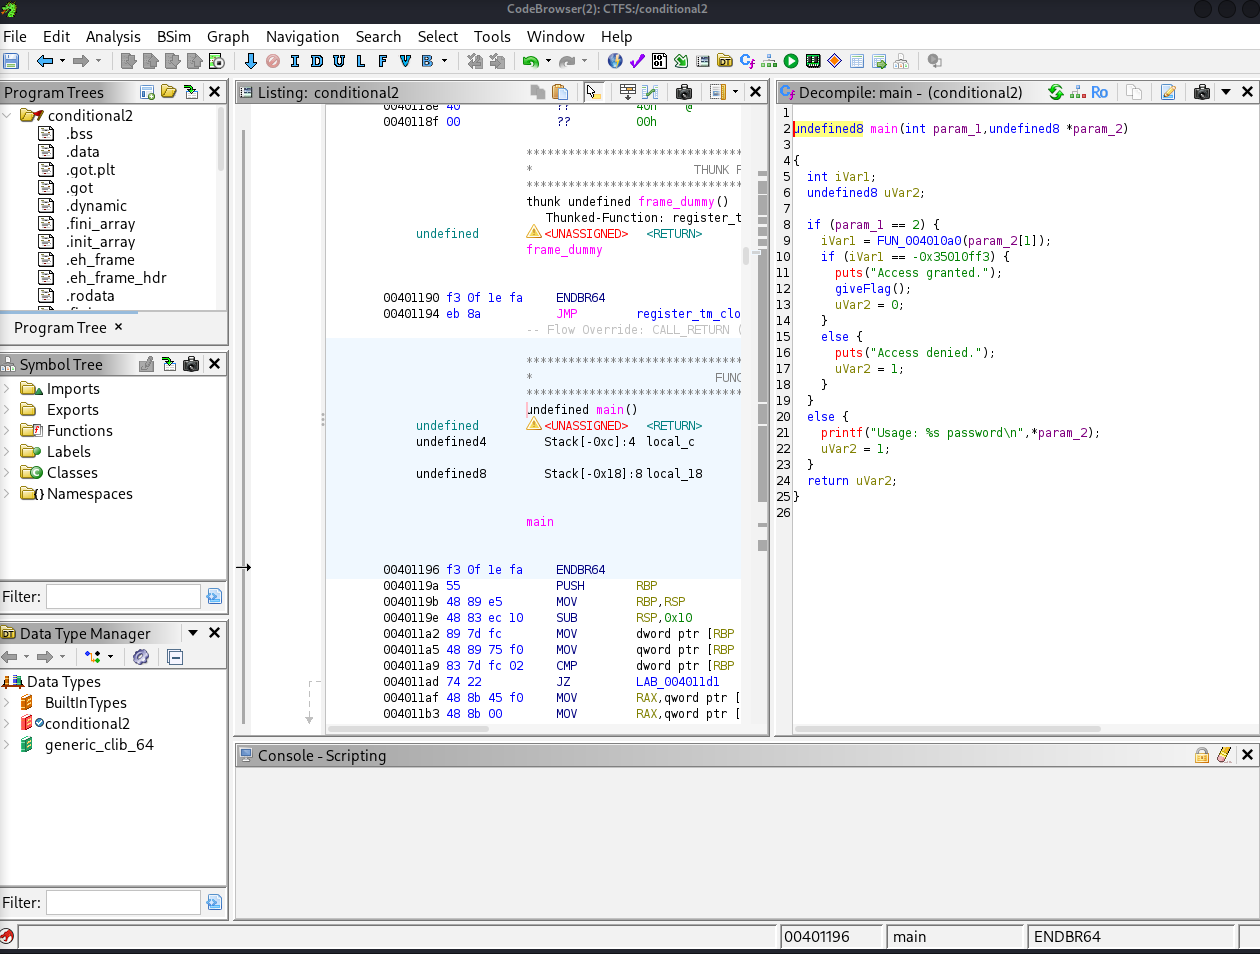 CodeBrowser(2): CTFS:/conditional2
File Edit Analysis BSim Graph Navigation Search Select Tools Window Help
I D U L F V B
Program Trees
conditional2
.bss
.data
.got.plt
.got
.dynamic
.fini_array
.init_array
.eh_frame
.eh_frame_hdr
.rodata
Program Tree ×
Symbol Tree
Imports
Exports
Functions
Labels
Classes
Namespaces
Filter:
Data Type Manager
Data Types
BuiltInTypes
conditional2
generic_clib_64
Filter:
Listing: conditional2
0040118e 40 ?? 40h @
0040118f 00 ?? 00h
*******************************
* THUNK F
*******************************
thunk undefined frame_dummy()
Thunked-Function: register_t
undefined <UNASSIGNED> <RETURN>
frame_dummy
00401190 f3 0f 1e fa ENDBR64
00401194 eb 8a JMP register_tm_clo
-- Flow Override: CALL_RETURN (
*******************************
* FUNC
*******************************
undefined main()
undefined <UNASSIGNED> <RETURN>
undefined4 Stack[-0xc]:4 local_c
undefined8 Stack[-0x18]:8 local_18
main
00401196 f3 0f 1e fa ENDBR64
0040119a 55 PUSH RBP
0040119b 48 89 e5 MOV RBP,RSP
0040119e 48 83 ec 10 SUB RSP,0x10
004011a2 89 7d fc MOV dword ptr [RBP
004011a5 48 89 75 f0 MOV qword ptr [RBP
004011a9 83 7d fc 02 CMP dword ptr [RBP
004011ad 74 22 JZ LAB_004011d1
004011af 48 8b 45 f0 MOV RAX,qword ptr [
004011b3 48 8b 00 MOV RAX,qword ptr [
Decompile: main - (conditional2)
Ro
1
2 undefined8 main(int param_1,undefined8 *param_2)
3
4 {
5 int iVar1;
6 undefined8 uVar2;
7
8 if (param_1 == 2) {
9 iVar1 = FUN_004010a0(param_2[1]);
10 if (iVar1 == -0x35010ff3) {
11 puts("Access granted.");
12 giveFlag();
13 uVar2 = 0;
14 }
15 else {
16 puts("Access denied.");
17 uVar2 = 1;
18 }
19 }
20 else {
21 printf("Usage: %s password\n",*param_2);
22 uVar2 = 1;
23 }
24 return uVar2;
25 }
26
Console - Scripting
00401196 main ENDBR64